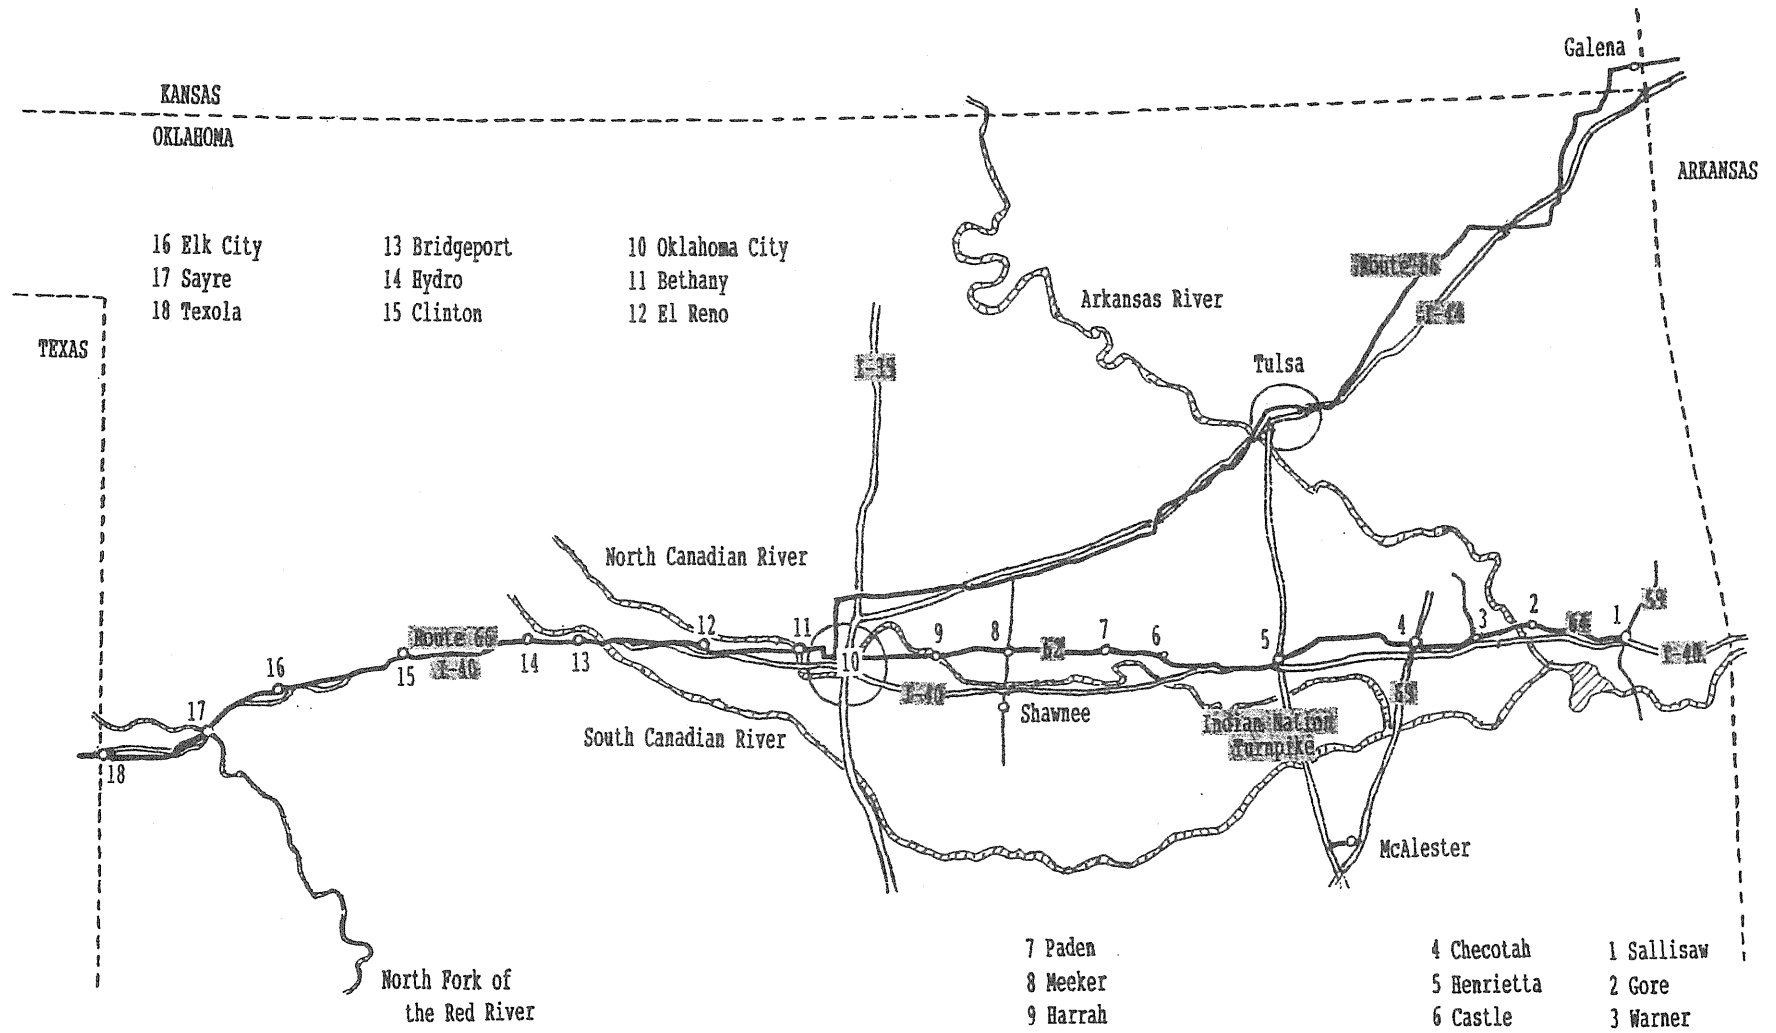 Galena
KANSAS
OKLAHOMA
ARKANSAS
16 Elk City
17 Sayre
18 Texola
13 Bridgeport
14 Hydro
15 Clinton
10 Oklahoma City
11 Bethany
12 El Reno
TEXAS
Arkansas River
Route 66
I-44
I-35
Tulsa
North Canadian River
59
Route 66
I-40
16
15
14
13
12
11
10
9
8
62
7
6
5
4
3
2
1
I-40
I-40
17
18
Shawnee
South Canadian River
Indian Nation
Turnpike
McAlester
North Fork of
the Red River
7 Paden
8 Meeker
9 Harrah
4 Checotah
5 Henrietta
6 Castle
1 Sallisaw
2 Gore
3 Warner